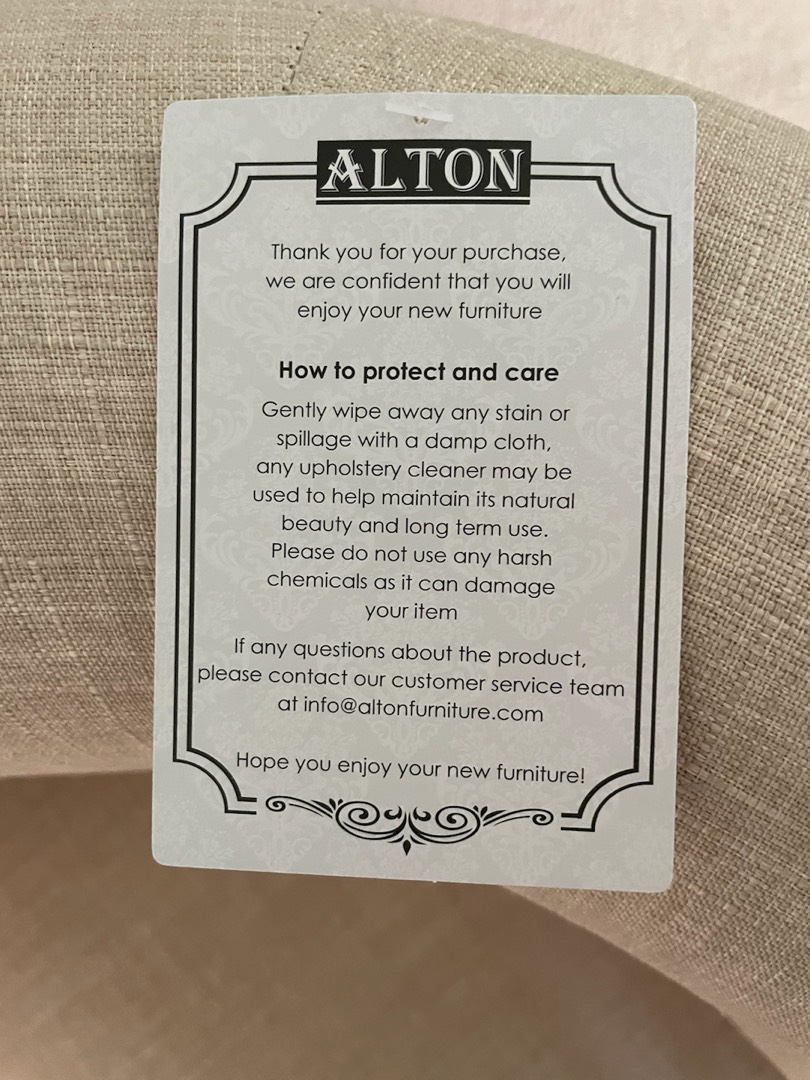 ALTON
Thank you for your purchase,
we are confident that you will
enjoy your new furniture
How to protect and care
Gently wipe away any stain or
spillage with a damp cloth,
any upholstery cleaner may be
used to help maintain its natural
beauty and long term use.
Please do not use any harsh
chemicals as it can damage
your item
If any questions about the product,
please contact our customer service team
at info@altonfurniture.com
Hope you enjoy your new furniture!